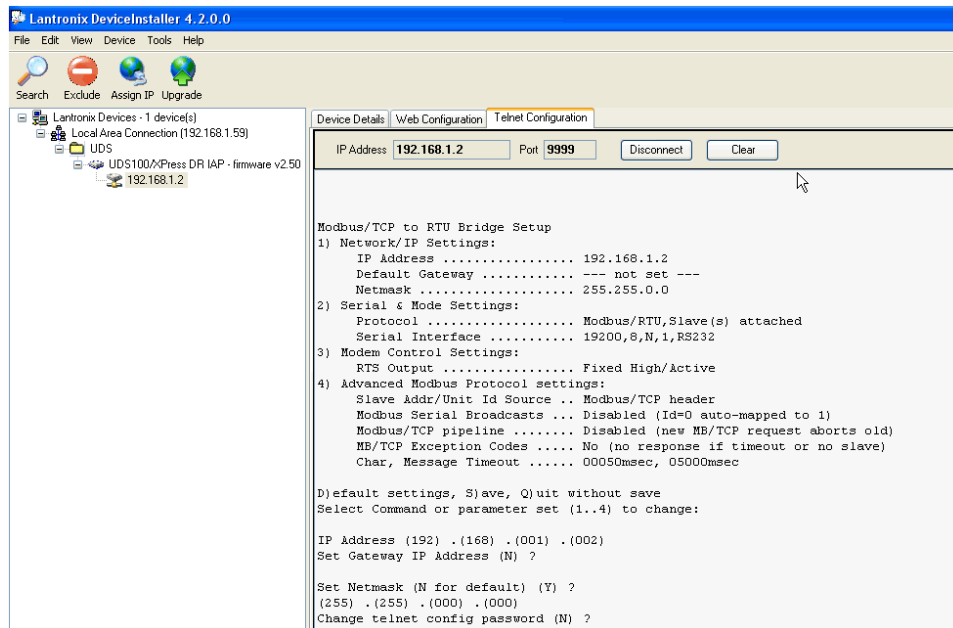 Lantronix DeviceInstaller 4.2.0.0
File Edit View Device Tools Help
Search Exclude Assign IP Upgrade
Lantronix Devices - 1 device(s)
Local Area Connection (192.168.1.59)
UDS
UDS100/XPress DR IAP - firmware v2.50
192.168.1.2
Device Details Web Configuration Telnet Configuration
IP Address 192.168.1.2 Port 9999 Disconnect Clear
Modbus/TCP to RTU Bridge Setup
1) Network/IP Settings:
IP Address ................. 192.168.1.2
Default Gateway ............ --- not set ---
Netmask .................... 255.255.0.0
2) Serial & Mode Settings:
Protocol ................... Modbus/RTU,Slave(s) attached
Serial Interface ........... 19200,8,N,1,RS232
3) Modem Control Settings:
RTS Output ................. Fixed High/Active
4) Advanced Modbus Protocol settings:
Slave Addr/Unit Id Source .. Modbus/TCP header
Modbus Serial Broadcasts ... Disabled (Id=0 auto-mapped to 1)
Modbus/TCP pipeline ........ Disabled (new MB/TCP request aborts old)
MB/TCP Exception Codes ..... No (no response if timeout or no slave)
Char, Message Timeout ...... 00050msec, 05000msec
D)efault settings, S)ave, Q)uit without save
Select Command or parameter set (1..4) to change:
IP Address (192) .(168) .(001) .(002)
Set Gateway IP Address (N) ?
Set Netmask (N for default) (Y) ?
(255) .(255) .(000) .(000)
Change telnet config password (N) ?